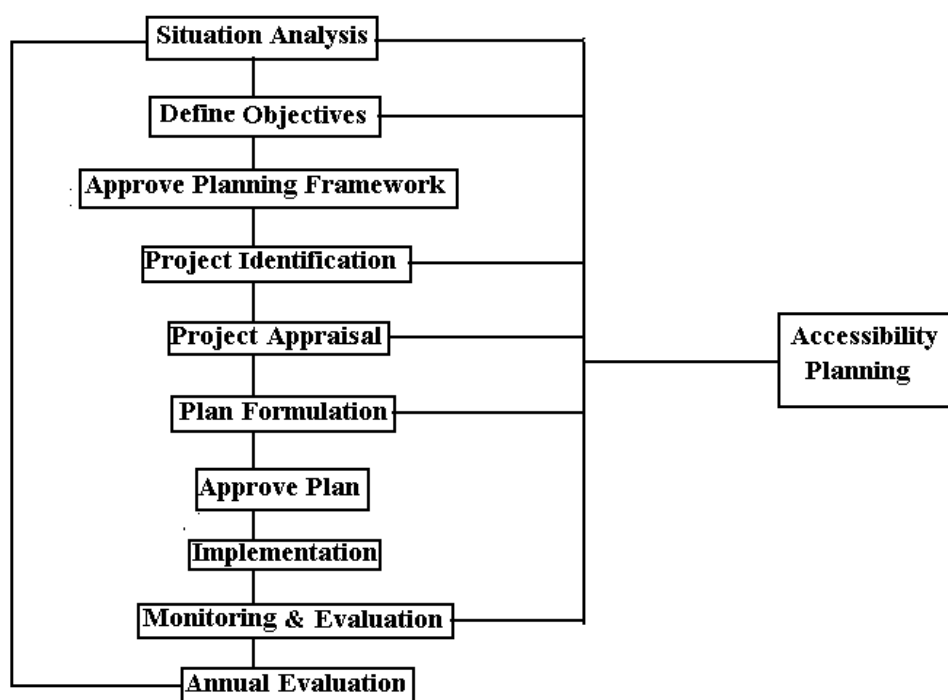 Situation Analysis
Define Objectives
Approve Planning Framework
Project Identification
Project Appraisal
Plan Formulation
Approve Plan
Implementation
Monitoring & Evaluation
Annual Evaluation
Accessibility
Planning